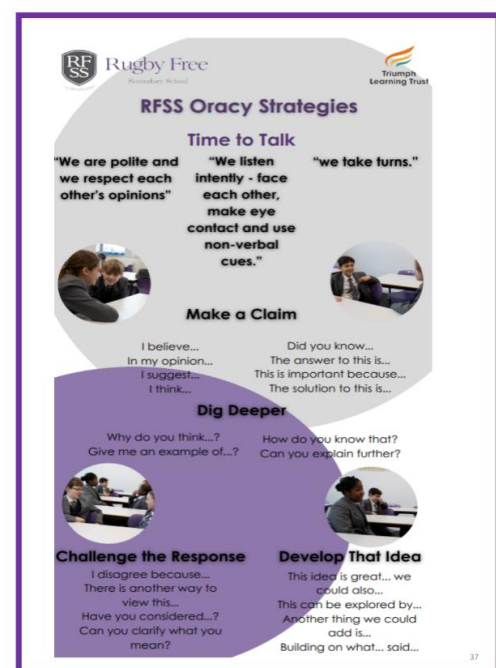 RF
SS
Rugby Free
Secondary School
Triumph
Learning Trust
RFSS Oracy Strategies
Time to Talk
"We are polite and
we respect each
other's opinions"
"We listen
intently - face
each other,
make eye
contact and use
non-verbal
cues."
"we take turns."
Make a Claim
I believe...
In my opinion...
I suggest...
I think...
Did you know...
The answer to this is...
This is important because...
The solution to this is...
Dig Deeper
Why do you think...?
Give me an example of...?
How do you know that?
Can you explain further?
Challenge the Response
I disagree because...
There is another way to
view this...
Have you considered...?
Can you clarify what you
mean?
Develop That Idea
This idea is great... we
could also...
This can be explored by...
Another thing we could
add is...
Building on what... said...
37